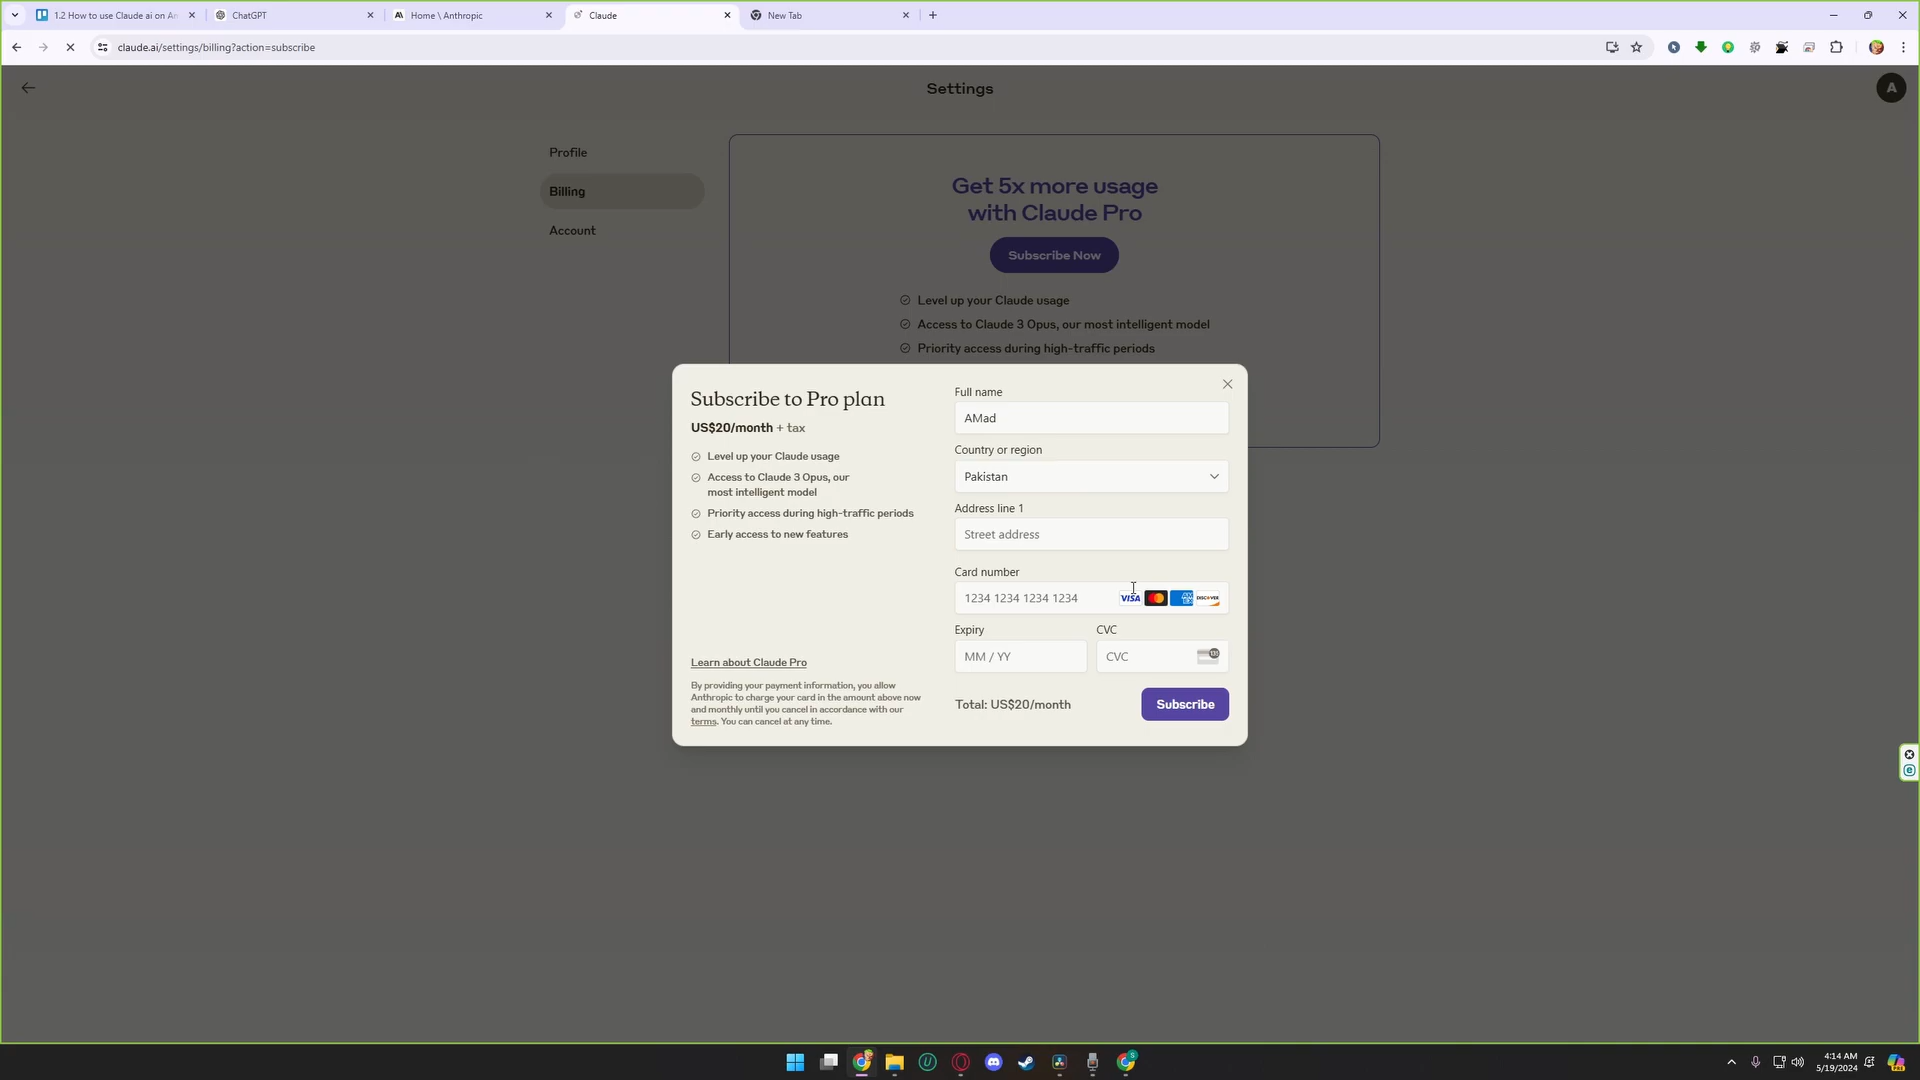 1.2 How to use Claude ai on An
ChatGPT
Home \ Anthropic
Claude
New Tab
claude.ai/settings/billing?action=subscribe
Settings
A
Profile
Billing
Account
Get 5x more usage
with Claude Pro
Subscribe Now
Level up your Claude usage
Access to Claude 3 Opus, our most intelligent model
Priority access during high-traffic periods
Subscribe to Pro plan
US$20/month + tax
Level up your Claude usage
Access to Claude 3 Opus, our
most intelligent model
Priority access during high-traffic periods
Early access to new features
Learn about Claude Pro
By providing your payment information, you allow
Anthropic to charge your card in the amount above now
and monthly until you cancel in accordance with our
terms. You can cancel at any time.
Full name
AMad
Country or region
Pakistan
Address line 1
Street address
Card number
1234 1234 1234 1234
VISA
DISCOVER
Expiry
CVC
MM / YY
CVC
Total: US$20/month
Subscribe
4:14 AM
5/19/2024